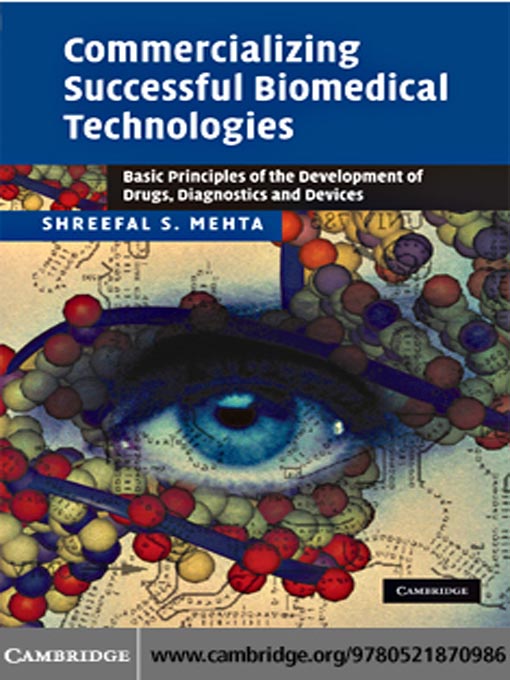 Commercializing
Successful Biomedical
Technologies
Basic Principles of the Development of
Drugs, Diagnostics and Devices
SHREEFAL S. MEHTA
CAMBRIDGE
CAMBRIDGE
www.cambridge.org/9780521870986